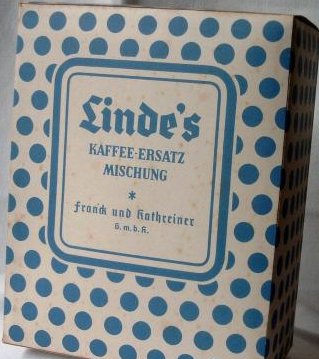 Linde's
KAFFEE-ERSATZ
MISCHUNG
*
Franck und Kathreiner
G. m. b. H.